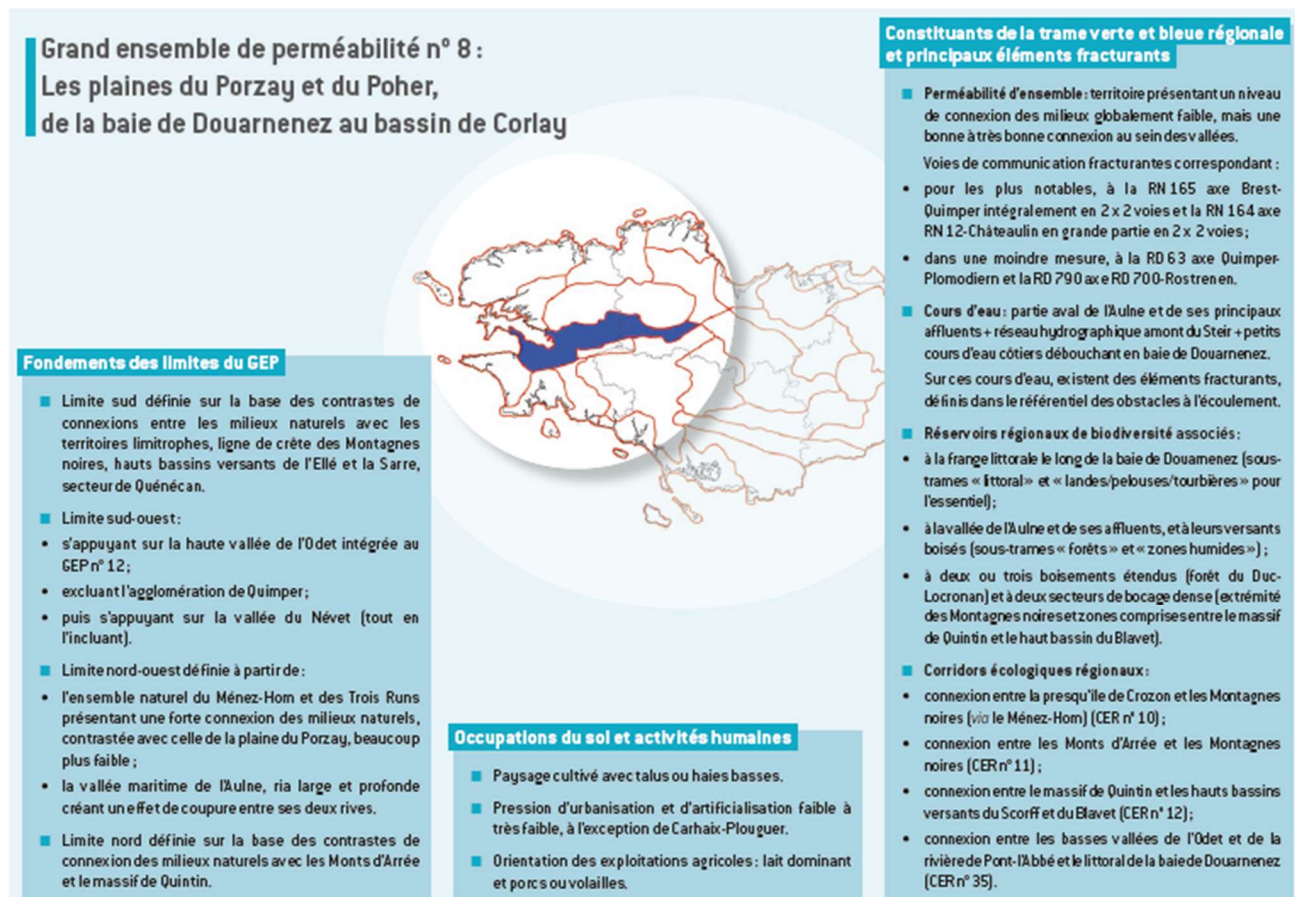 Grand ensemble de perméabilité n° 8 :
Les plaines du Porzay et du Poher,
de la baie de Douarnenez au bassin de Corlay
Fondements des limites du GEP
■ Limite sud définie sur la base des contrastes de
connexions entre les milieux naturels avec les
territoires limitrophes, ligne de crête des Montagnes
noires, hauts bassins versants de l'Ellé et la Sarre,
secteur de Quénécan.
■ Limite sud-ouest :
• s'appuyant sur la haute vallée de l'Odet intégrée au
GEP n° 12 ;
• excluant l'agglomération de Quimper ;
• puis s'appuyant sur la vallée du Névet (tout en
l'incluant).
■ Limite nord-ouest définie à partir de :
• l'ensemble naturel du Ménez-Hom et des Trois Runs
présentant une forte connexion des milieux naturels,
contrastée avec celle de la plaine du Porzay, beaucoup
plus faible ;
• la vallée maritime de l'Aulne, ria large et profonde
créant un effet de coupure entre ses deux rives.
■ Limite nord définie sur la base des contrastes de
connexion des milieux naturels avec les Monts d'Arrée
et le massif de Quintin.
Occupations du sol et activités humaines
■ Paysage cultivé avec talus ou haies basses.
■ Pression d'urbanisation et d'artificialisation faible à
très faible, à l'exception de Carhaix-Plouguer.
■ Orientation des exploitations agricoles : lait dominant
et porcs ou volailles.
Constituants de la trame verte et bleue régionale
et principaux éléments fracturants
■ Perméabilité d'ensemble : territoire présentant un niveau
de connexion des milieux globalement faible, mais une
bonne à très bonne connexion au sein des vallées.
Voies de communication fracturantes correspondant :
• pour les plus notables, à la RN 165 axe Brest-
Quimper intégralement en 2 x 2 voies et la RN 164 axe
RN 12-Châteaulin en grande partie en 2 x 2 voies ;
• dans une moindre mesure, à la RD 63 axe Quimper-
Plomodiern et la RD 790 axe RD 700-Rostrenen.
■ Cours d'eau : partie aval de l'Aulne et de ses principaux
affluents + réseau hydrographique amont du Steir + petits
cours d'eau côtiers débouchant en baie de Douarnenez.
Sur ces cours d'eau, existent des éléments fracturants,
définis dans le référentiel des obstacles à l'écoulement.
■ Réservoirs régionaux de biodiversité associés :
• à la frange littorale le long de la baie de Douarnenez (sous-
trames « littoral » et « landes/pelouses/tourbières » pour
l'essentiel) ;
• à la vallée de l'Aulne et de ses affluents, et à leurs versants
boisés (sous-trames « forêts » et « zones humides ») ;
• à deux ou trois boisements étendus (forêt du Duc-
Locronan) et à deux secteurs de bocage dense (extrémité
des Montagnes noires et zones comprises entre le massif
de Quintin et le haut bassin du Blavet).
■ Corridors écologiques régionaux :
• connexion entre la presqu'île de Crozon et les Montagnes
noires (via le Ménez-Hom) (CER n° 10) ;
• connexion entre les Monts d'Arrée et les Montagnes
noires (CER n° 11) ;
• connexion entre le massif de Quintin et les hauts bassins
versants du Scorff et du Blavet (CER n° 12) ;
• connexion entre les basses vallées de l'Odet et de la
rivière de Pont-l'Abbé et le littoral de la baie de Douarnenez
(CER n° 35).